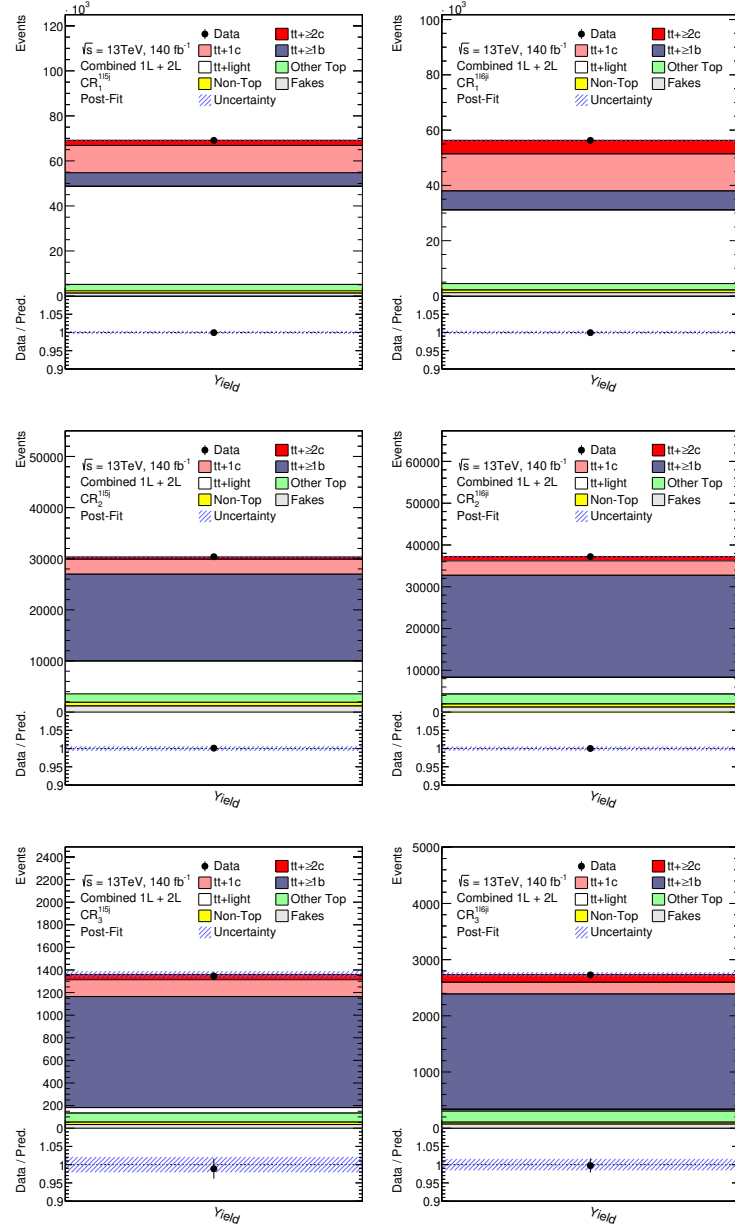 Events
× 10³
120
100
80
60
40
20
0
√s = 13TeV, 140 fb⁻¹
Combined 1L + 2L
CR₁^1l5j
Post-Fit
Data
tt+≥2c
tt+1c
tt+≥1b
tt+light
Other Top
Non-Top
Fakes
Uncertainty
Data / Pred.
1.05
1
0.95
0.9
Yield
Events
× 10³
100
80
60
40
20
0
√s = 13TeV, 140 fb⁻¹
Combined 1L + 2L
CR₁^1l6ji
Post-Fit
Data
tt+≥2c
tt+1c
tt+≥1b
tt+light
Other Top
Non-Top
Fakes
Uncertainty
Data / Pred.
1.05
1
0.95
0.9
Yield
Events
50000
40000
30000
20000
10000
0
√s = 13TeV, 140 fb⁻¹
Combined 1L + 2L
CR₂^1l5j
Post-Fit
Data
tt+≥2c
tt+1c
tt+≥1b
tt+light
Other Top
Non-Top
Fakes
Uncertainty
Data / Pred.
1.05
1
0.95
0.9
Yield
Events
60000
50000
40000
30000
20000
10000
0
√s = 13TeV, 140 fb⁻¹
Combined 1L + 2L
CR₂^1l6ji
Post-Fit
Data
tt+≥2c
tt+1c
tt+≥1b
tt+light
Other Top
Non-Top
Fakes
Uncertainty
Data / Pred.
1.05
1
0.95
0.9
Yield
Events
2400
2200
2000
1800
1600
1400
1200
1000
800
600
400
200
0
√s = 13TeV, 140 fb⁻¹
Combined 1L + 2L
CR₃^1l5j
Post-Fit
Data
tt+≥2c
tt+1c
tt+≥1b
tt+light
Other Top
Non-Top
Fakes
Uncertainty
Data / Pred.
1.05
1
0.95
0.9
Yield
Events
5000
4000
3000
2000
1000
0
√s = 13TeV, 140 fb⁻¹
Combined 1L + 2L
CR₃^1l6ji
Post-Fit
Data
tt+≥2c
tt+1c
tt+≥1b
tt+light
Other Top
Non-Top
Fakes
Uncertainty
Data / Pred.
1.05
1
0.95
0.9
Yield